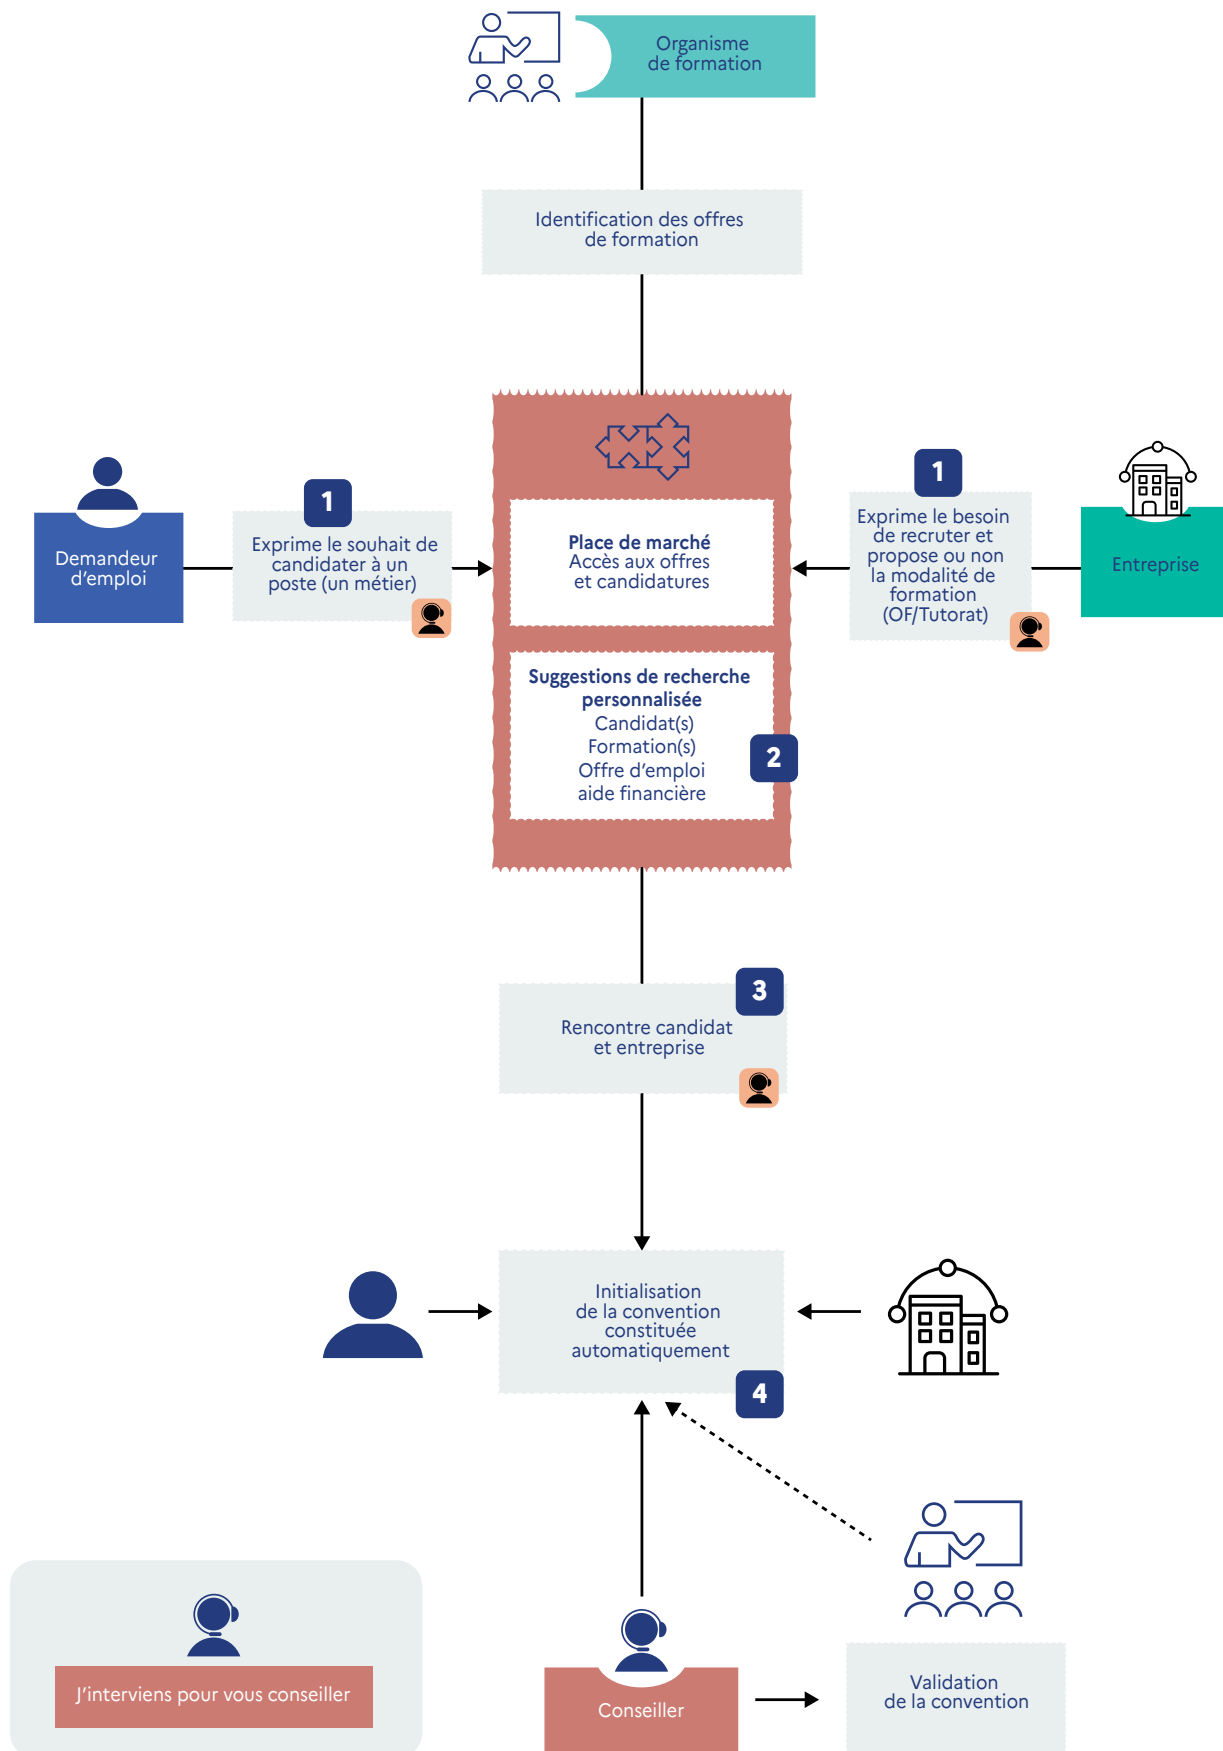 Organisme
de formation
Identification des offres
de formation
1
Exprime le souhait de
candidater à un
poste (un métier)
Demandeur
d'emploi
Place de marché
Accès aux offres
et candidatures
1
Exprime le besoin
de recruter et
propose ou non
la modalité de
formation
(OF/Tutorat)
Entreprise
Suggestions de recherche
personnalisée
Candidat(s)
Formation(s)
Offre d'emploi
aide financière
2
3
Rencontre candidat
et entreprise
Initialisation
de la convention
constituée
automatiquement
4
J'interviens pour vous conseiller
Conseiller
Validation
de la convention